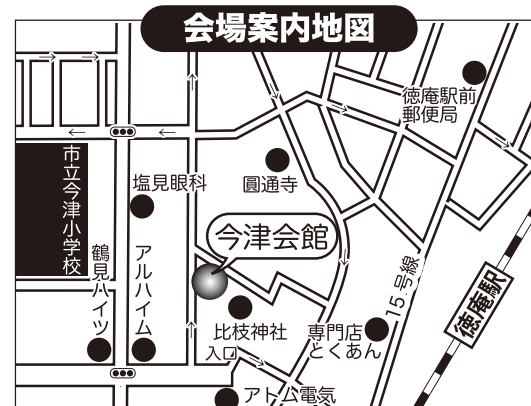 会場案内地図
徳庵駅前
郵便局
市立今津小学校
塩見眼科
圓通寺
今津会館
鶴見ハイツ
アルハイム
15号線
徳庵駅
比枝神社
入口
専門店
とくあん
アトム電気